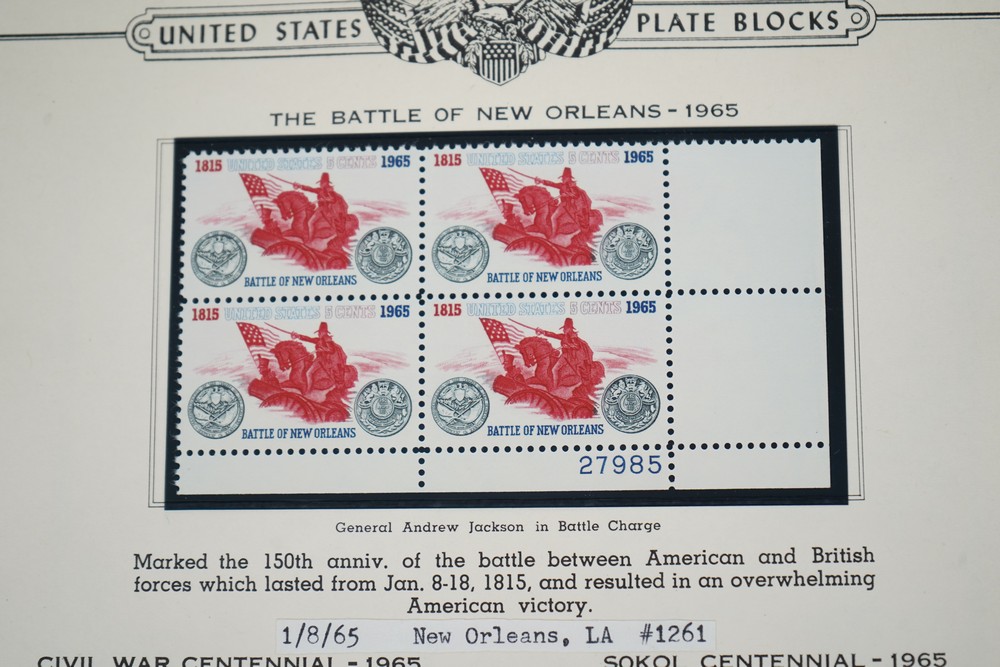 UNITED STATES PLATE BLOCKS
THE BATTLE OF NEW ORLEANS - 1965
1815 UNITED STATES 5 CENTS 1965
BATTLE OF NEW ORLEANS
1815 UNITED STATES 5 CENTS 1965
BATTLE OF NEW ORLEANS
1815 UNITED STATES 5 CENTS 1965
BATTLE OF NEW ORLEANS
1815 UNITED STATES 5 CENTS 1965
BATTLE OF NEW ORLEANS
27985
General Andrew Jackson in Battle Charge
Marked the 150th anniv. of the battle between American and British
forces which lasted from Jan. 8-18, 1815, and resulted in an overwhelming
American victory.
1/8/65 New Orleans, LA #1261
CIVIL WAR CENTENNIAL - 1965
SOKOL CENTENNIAL - 1965